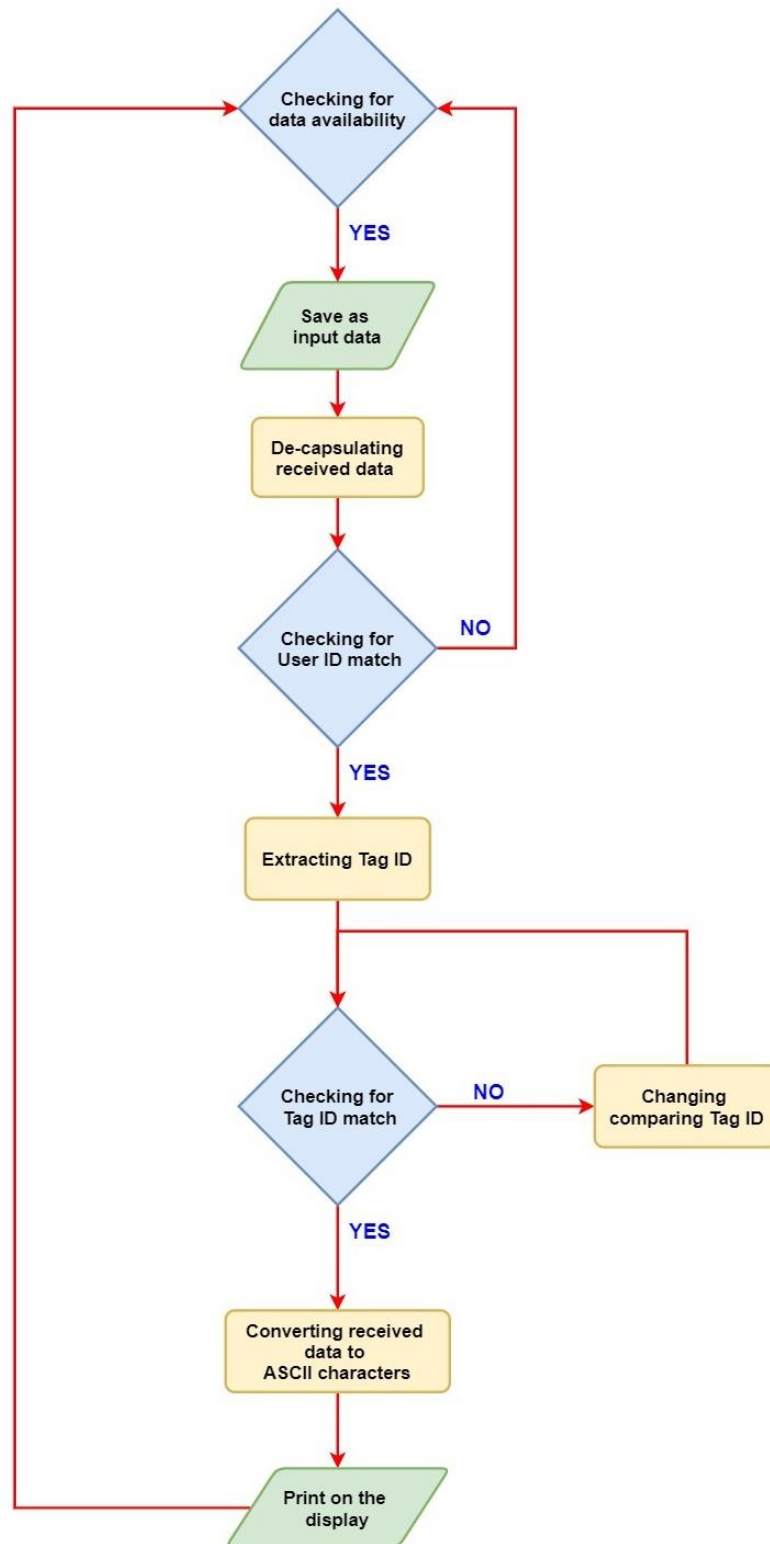 Checking for
data availability
YES
Save as
input data
De-capsulating
received data
Checking for
User ID match
NO
YES
Extracting Tag ID
Checking for
Tag ID match
NO
Changing
comparing Tag ID
YES
Converting received
data to
ASCII characters
Print on the
display